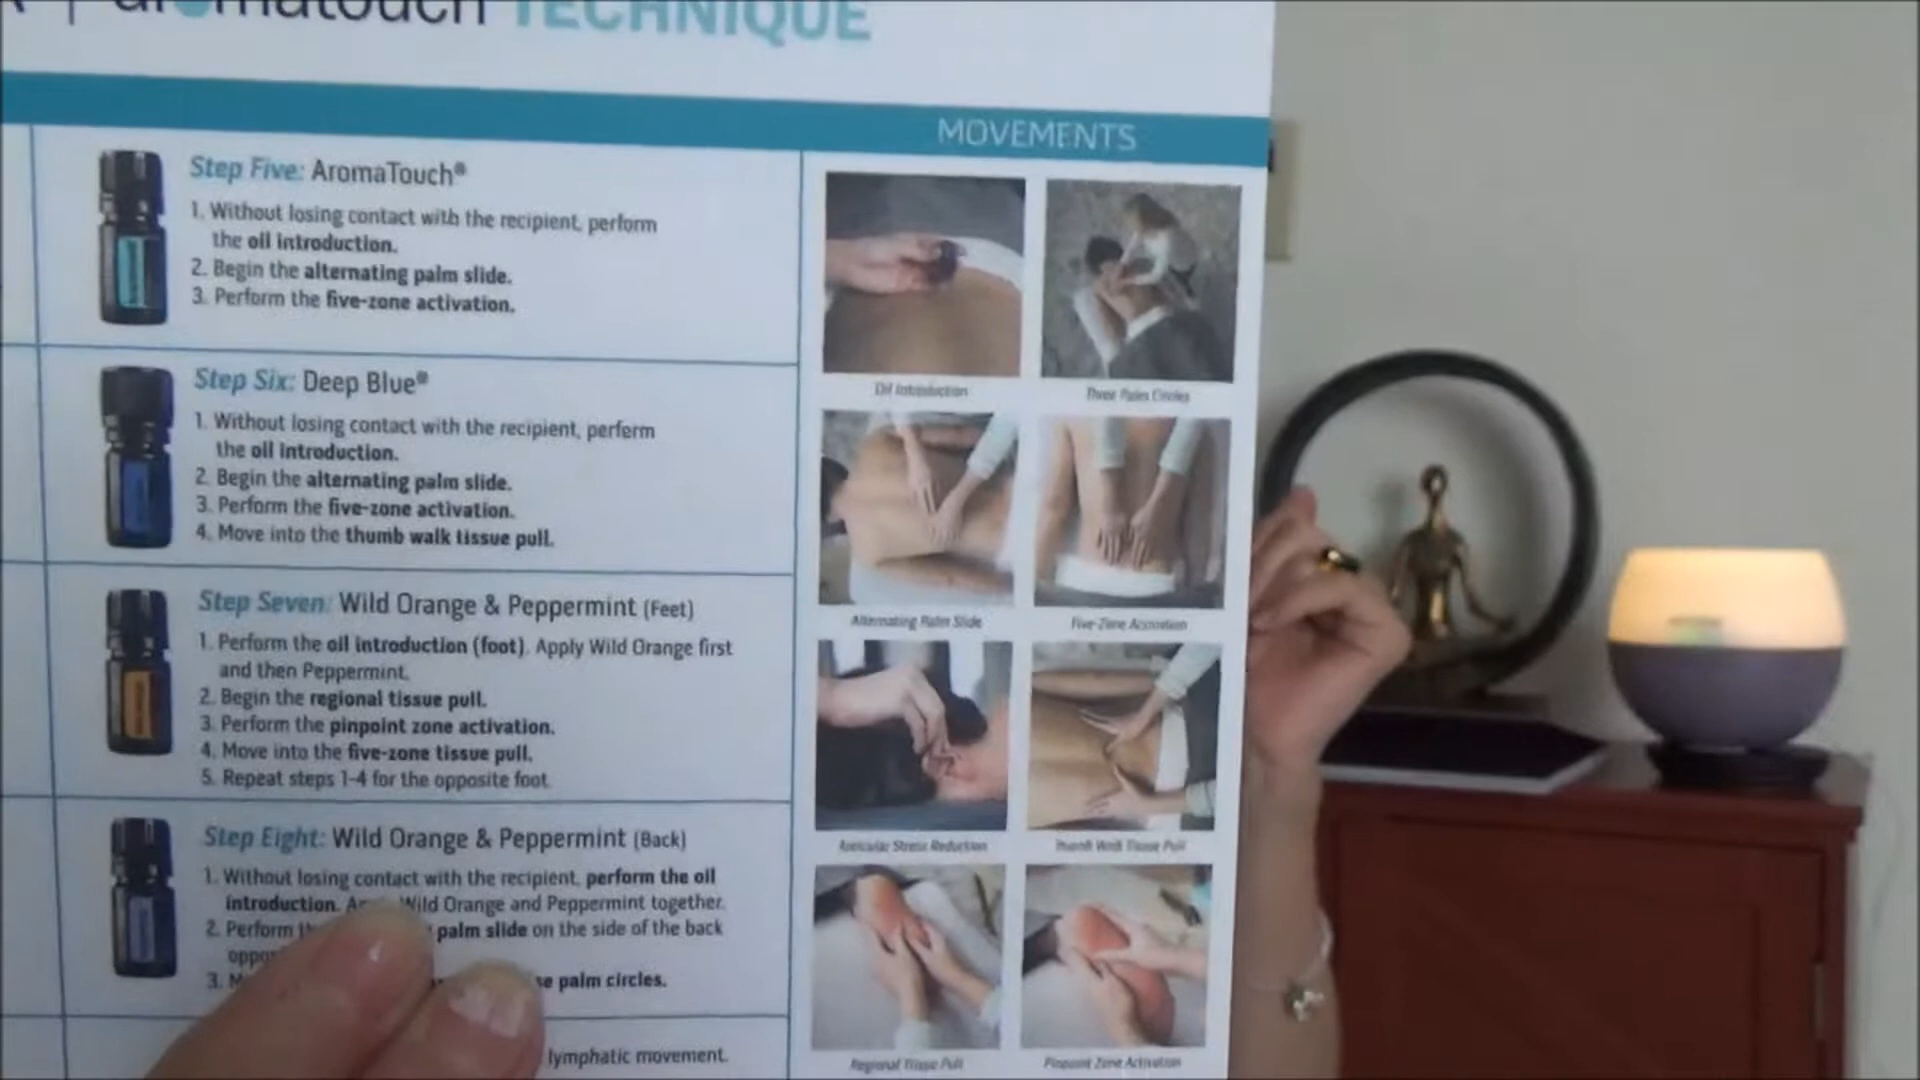 aromatouch TECHNIQUE
MOVEMENTS
Step Five: AromaTouch®
1. Without losing contact with the recipient, perform
the oil introduction.
2. Begin the alternating palm slide.
3. Perform the five-zone activation.
Step Six: Deep Blue®
1. Without losing contact with the recipient, perform
the oil introduction.
2. Begin the alternating palm slide.
3. Perform the five-zone activation.
4. Move into the thumb walk tissue pull.
Step Seven: Wild Orange & Peppermint (Feet)
1. Perform the oil introduction (foot). Apply Wild Orange first
and then Peppermint.
2. Begin the regional tissue pull.
3. Perform the pinpoint zone activation.
4. Move into the five-zone tissue pull.
5. Repeat steps 1-4 for the opposite foot.
Step Eight: Wild Orange & Peppermint (Back)
1. Without losing contact with the recipient, perform the oil
introduction. Wild Orange and Peppermint together.
2. Perform palm slide on the side of the back
3. palm circles.
lymphatic movement.
Oil Introduction
Three Palm Circles
Alternating Palm Slide
Five-Zone Activation
Auricular Stress Reduction
Thumb Walk Tissue Pull
Regional Tissue Pull
Pinpoint Zone Activation